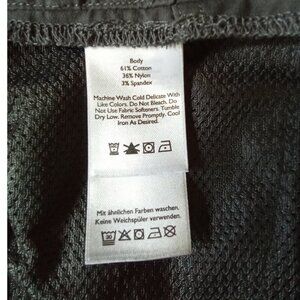 Body
61% Cotton
36% Nylon
3% Spandex
Machine Wash Cold Delicate With
Like Colors. Do Not Bleach. Do
Not Use Fabric Softeners. Tumble
Dry Low. Remove Promptly. Cool
Iron As Desired.
Mit ähnlichen Farben waschen.
Keine Weichspüler verwenden.
30